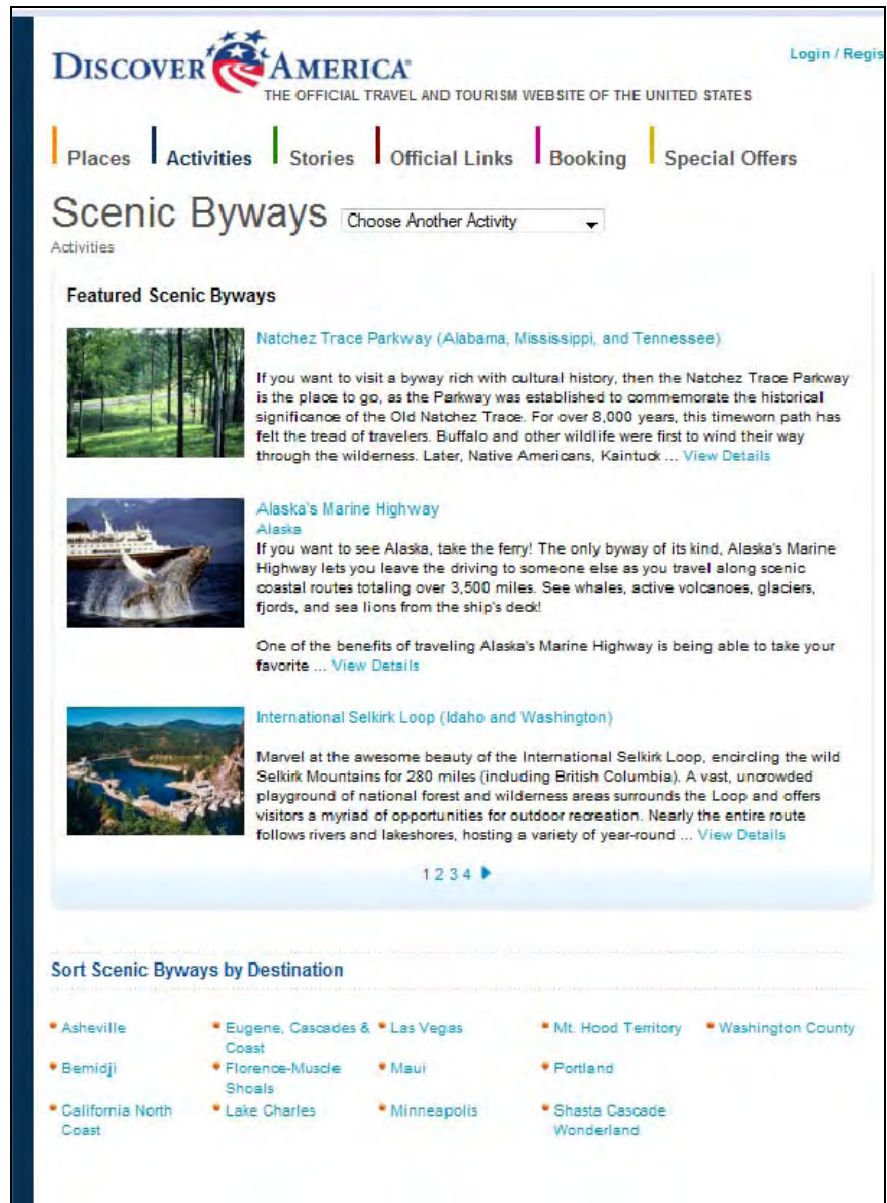 Login / Regis
DISCOVER AMERICA®
THE OFFICIAL TRAVEL AND TOURISM WEBSITE OF THE UNITED STATES
Places Activities Stories Official Links Booking Special Offers
Scenic Byways Choose Another Activity
Activities
Featured Scenic Byways
Natchez Trace Parkway (Alabama, Mississippi, and Tennessee)
If you want to visit a byway rich with cultural history, then the Natchez Trace Parkway
is the place to go, as the Parkway was established to commemorate the historical
significance of the Old Natchez Trace. For over 8,000 years, this timeworn path has
felt the tread of travelers. Buffalo and other wildlife were first to wind their way
through the wilderness. Later, Native Americans, Kaintuck ... View Details
Alaska's Marine Highway
Alaska
If you want to see Alaska, take the ferry! The only byway of its kind, Alaska's Marine
Highway lets you leave the driving to someone else as you travel along scenic
coastal routes totaling over 3,500 miles. See whales, active volcanoes, glaciers,
fjords, and sea lions from the ship's deck!
One of the benefits of traveling Alaska's Marine Highway is being able to take your
favorite ... View Details
International Selkirk Loop (Idaho and Washington)
Marvel at the awesome beauty of the International Selkirk Loop, encircling the wild
Selkirk Mountains for 280 miles (including British Columbia). A vast, uncrowded
playground of national forest and wilderness areas surrounds the Loop and offers
visitors a myriad of opportunities for outdoor recreation. Nearly the entire route
follows rivers and lakeshores, hosting a variety of year-round ... View Details
1 2 3 4
Sort Scenic Byways by Destination
Asheville
Eugene, Cascades &
Coast
Las Vegas
Mt. Hood Territory
Washington County
Bemidji
Florence-Muscle
Shoals
Maui
Portland
California North
Coast
Lake Charles
Minneapolis
Shasta Cascade
Wonderland